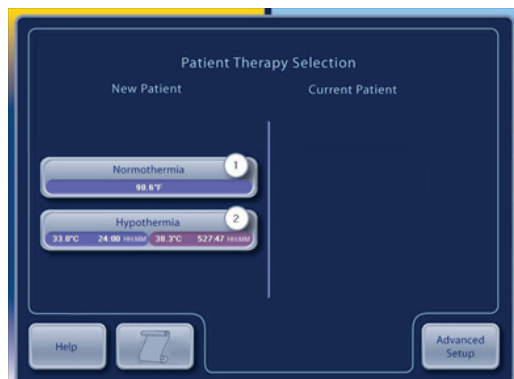 Patient Therapy Selection
New Patient
Current Patient
Normothermia
1
98.6°F
Hypothermia
2
33.0°C 24:00 HH:MM 38.3°C 527:47 HH:MM
Help
Advanced
Setup